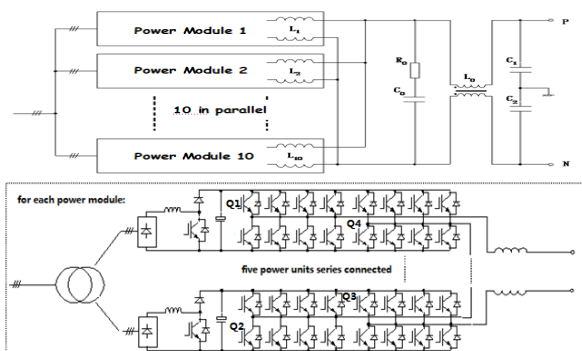 Power Module 1
L1
P
Power Module 2
L2
R0
C1
L0
10 in parallel
C0
C2
Power Module 10
L10
N
for each power module:
Q1
Q4
five power units series connected
Q3
Q2